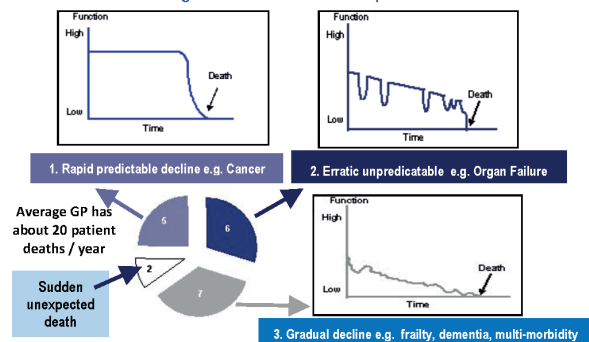 Function
High
Death
Low
Time
Function
High
Death
Low
Time
1. Rapid predictable decline e.g. Cancer
2. Erratic unpredicatable e.g. Organ Failure
Average GP has
about 20 patient
deaths / year
5
6
2
7
Sudden
unexpected
death
Function
High
Death
Low
Time
3. Gradual decline e.g. frailty, dementia, multi-morbidity